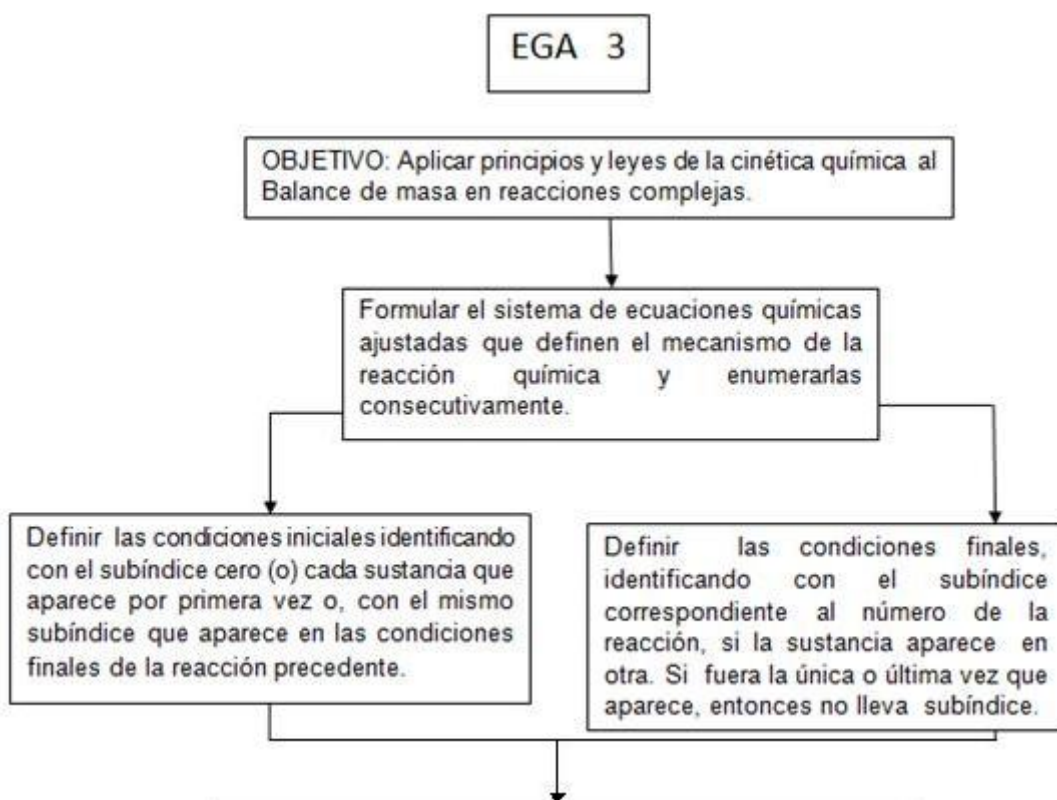 EGA 3
OBJETIVO: Aplicar principios y leyes de la cinética química al
Balance de masa en reacciones complejas.
Formular el sistema de ecuaciones químicas
ajustadas que definen el mecanismo de la
reacción química y enumerarlas
consecutivamente.
Definir las condiciones iniciales identificando
con el subíndice cero (o) cada sustancia que
aparece por primera vez o, con el mismo
subíndice que aparece en las condiciones
finales de la reacción precedente.
Definir las condiciones finales,
identificando con el subíndice
correspondiente al número de la
reacción, si la sustancia aparece en
otra. Si fuera la única o última vez que
aparece, entonces no lleva subíndice.